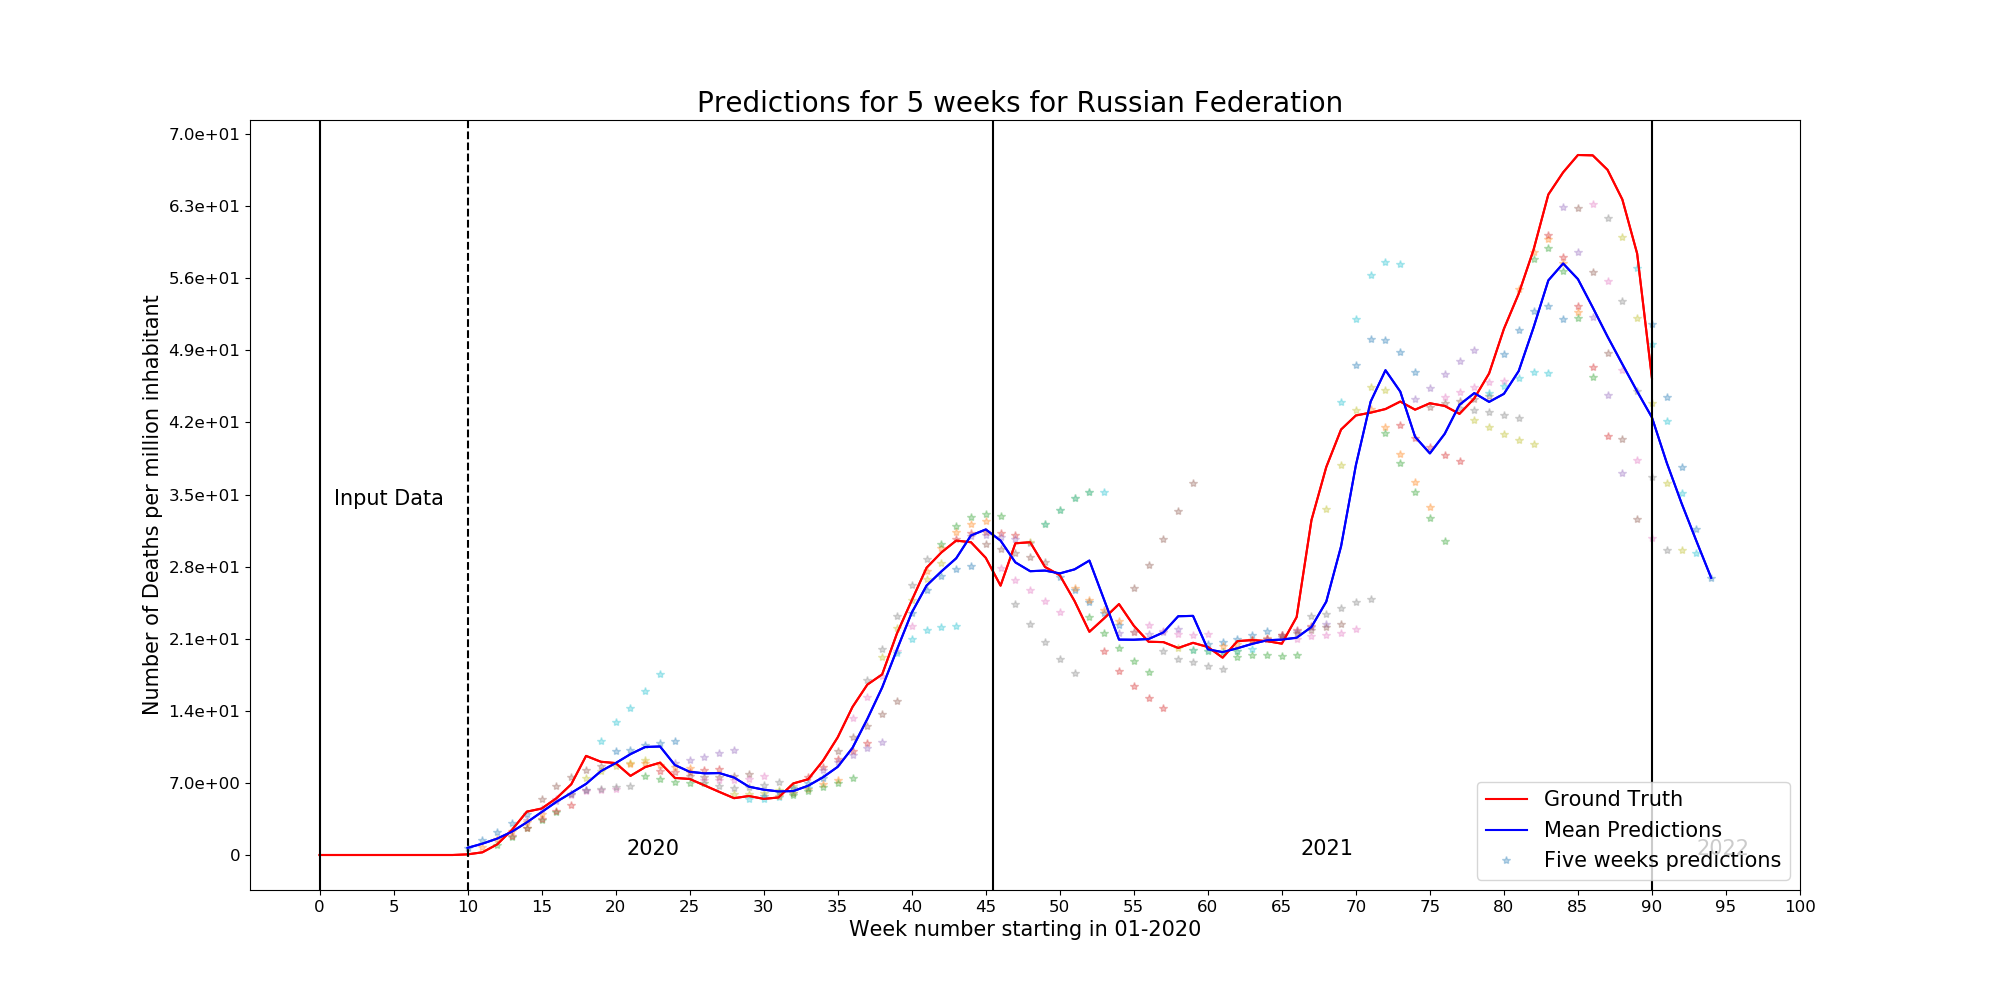 Predictions for 5 weeks for Russian Federation
Number of Deaths per million inhabitant
7.0e+01
6.3e+01
5.6e+01
4.9e+01
4.2e+01
3.5e+01
2.8e+01
2.1e+01
1.4e+01
7.0e+00
0
Input Data
2020
2021
2022
Ground Truth
Mean Predictions
Five weeks predictions
0 5 10 15 20 25 30 35 40 45 50 55 60 65 70 75 80 85 90 95 100
Week number starting in 01-2020